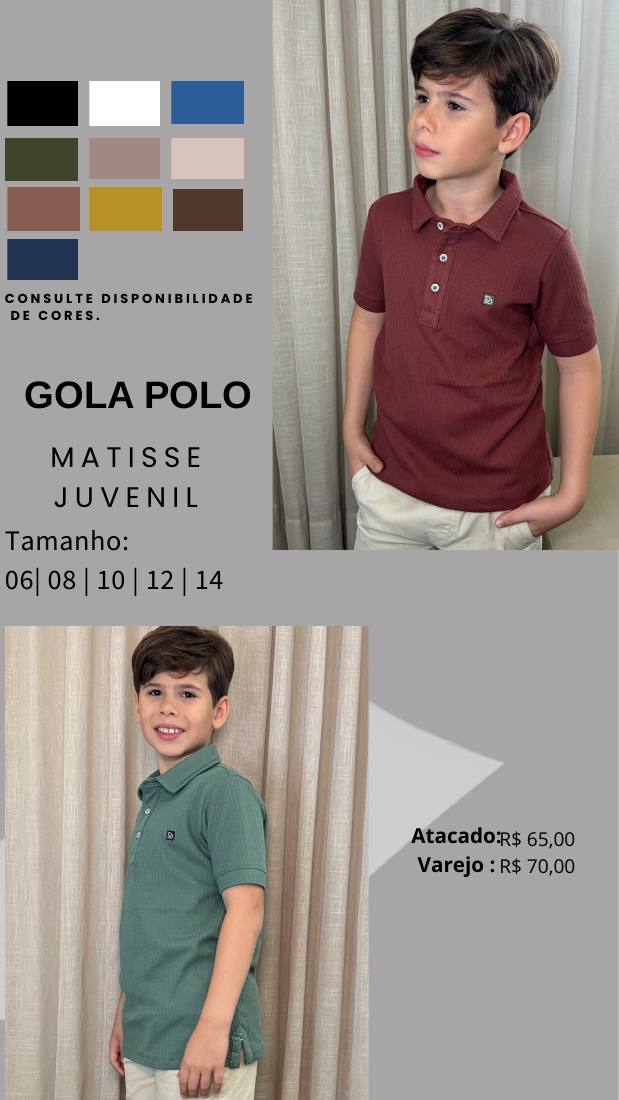 CONSULTE DISPONIBILIDADE
DE CORES.
GOLA POLO
MATISSE
JUVENIL
Tamanho:
06| 08 | 10 | 12 | 14
Atacado:R$ 65,00
Varejo : R$ 70,00